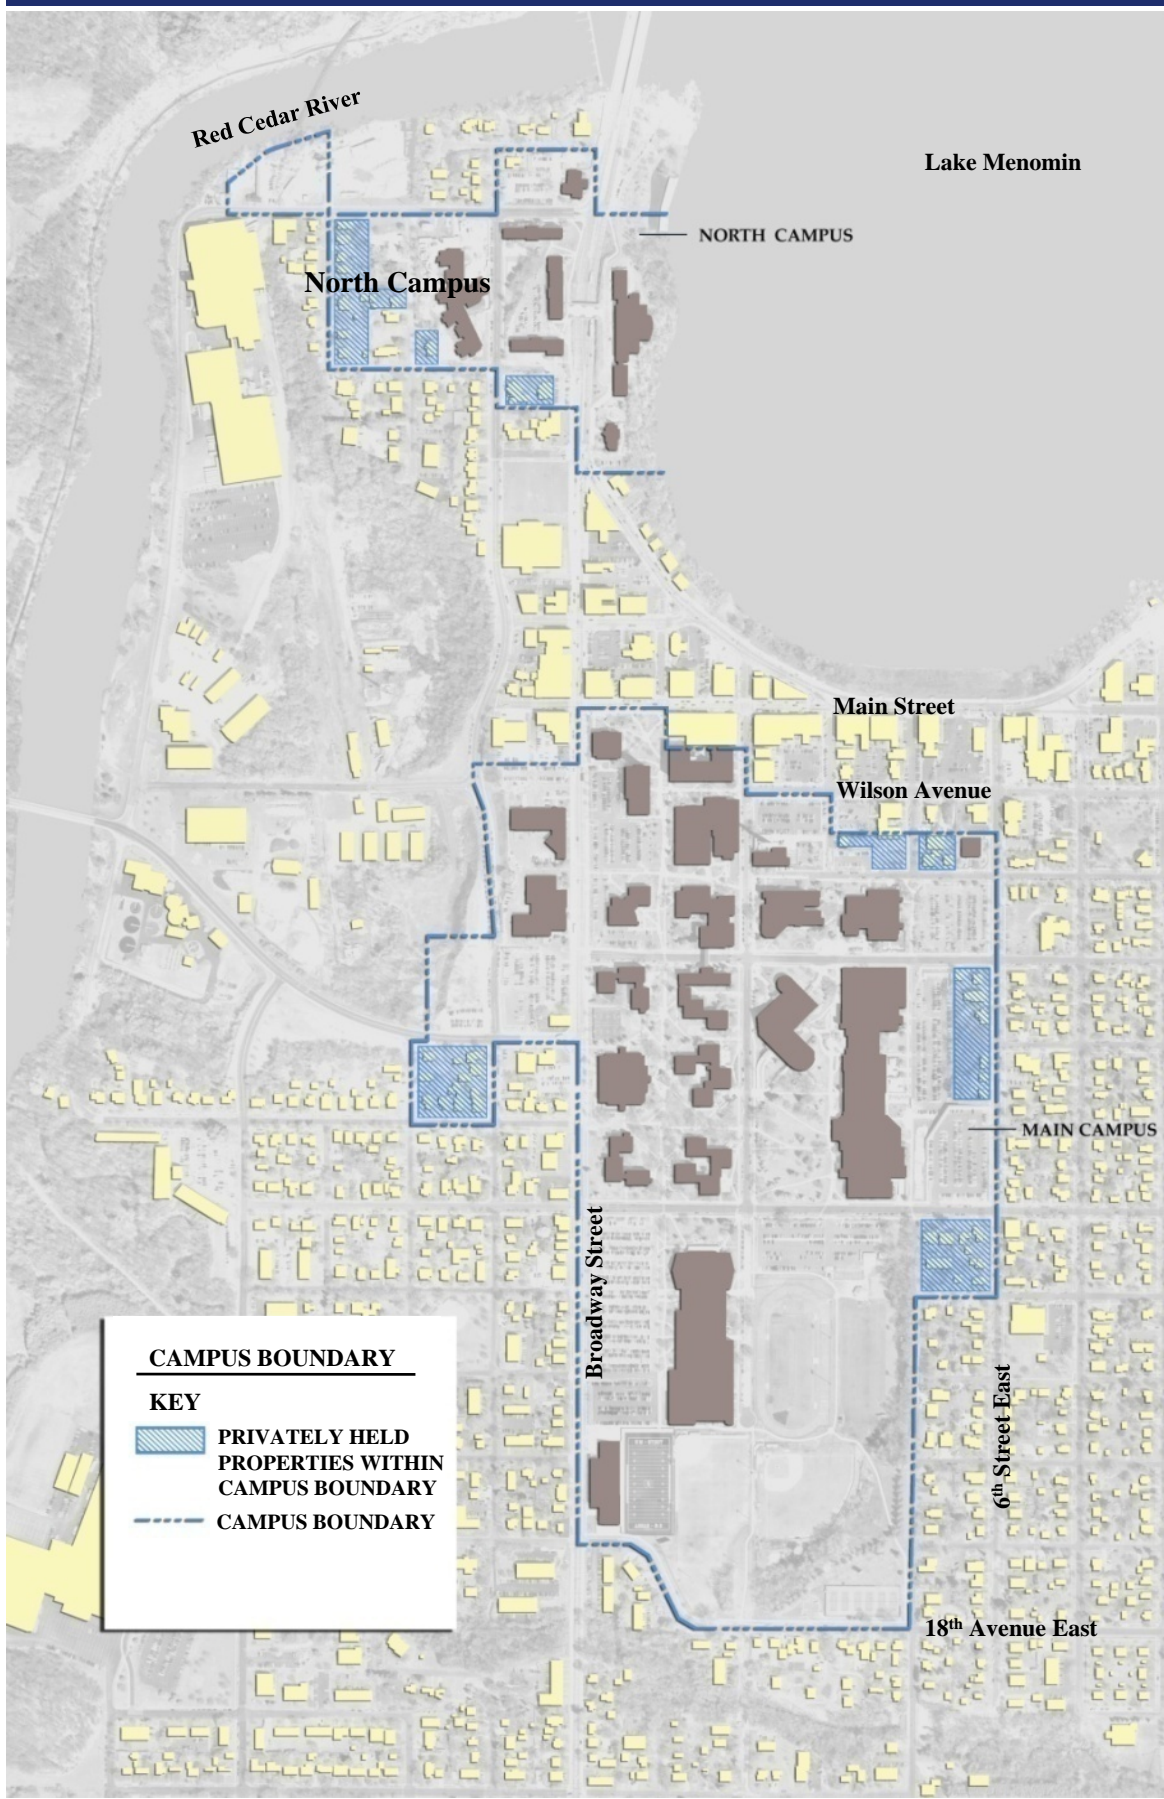 Red Cedar River
Lake Menomin
NORTH CAMPUS
North Campus
Main Street
Wilson Avenue
MAIN CAMPUS
Broadway Street
CAMPUS BOUNDARY
KEY
PRIVATELY HELD
PROPERTIES WITHIN
CAMPUS BOUNDARY
CAMPUS BOUNDARY
6th Street East
18th Avenue East